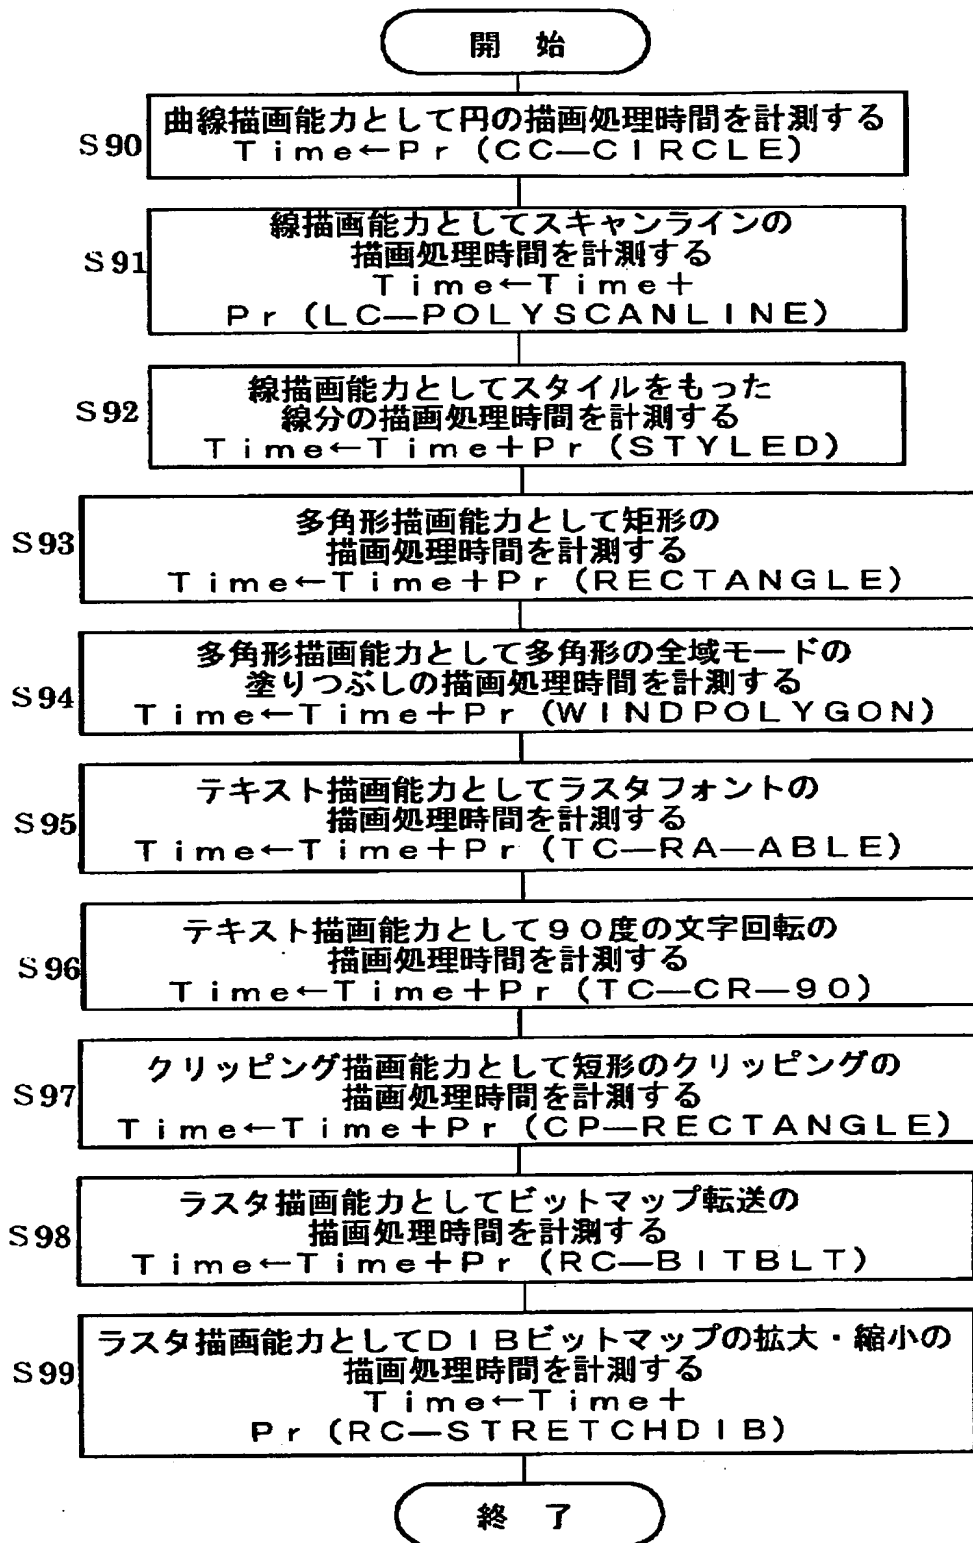 開 始
S90
曲線描画能力として円の描画処理時間を計測する
Time←Pr(CC—CIRCLE)
S91
線描画能力としてスキャンラインの
描画処理時間を計測する
Time←Time+
Pr(LC—POLYSCANLINE)
S92
線描画能力としてスタイルをもった
線分の描画処理時間を計測する
Time←Time+Pr(STYLED)
S93
多角形描画能力として矩形の
描画処理時間を計測する
Time←Time+Pr(RECTANGLE)
S94
多角形描画能力として多角形の全域モードの
塗りつぶしの描画処理時間を計測する
Time←Time+Pr(WINDPOLYGON)
S95
テキスト描画能力としてラスタフォントの
描画処理時間を計測する
Time←Time+Pr(TC—RA—ABLE)
S96
テキスト描画能力として90度の文字回転の
描画処理時間を計測する
Time←Time+Pr(TC—CR—90)
S97
クリッピング描画能力として短形のクリッピングの
描画処理時間を計測する
Time←Time+Pr(CP—RECTANGLE)
S98
ラスタ描画能力としてビットマップ転送の
描画処理時間を計測する
Time←Time+Pr(RC—BITBLT)
S99
ラスタ描画能力としてDIBビットマップの拡大・縮小の
描画処理時間を計測する
Time←Time+
Pr(RC—STRETCHDIB)
終 了